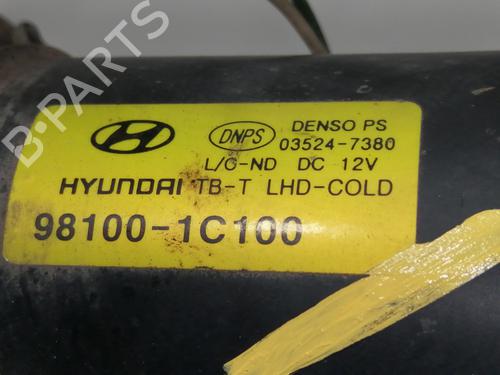 B-PARTS
DNPS DENSO PS
03524-7380
L/C-ND DC 12V
HYUNDAI TB-T LHD-COLD
98100-1C100